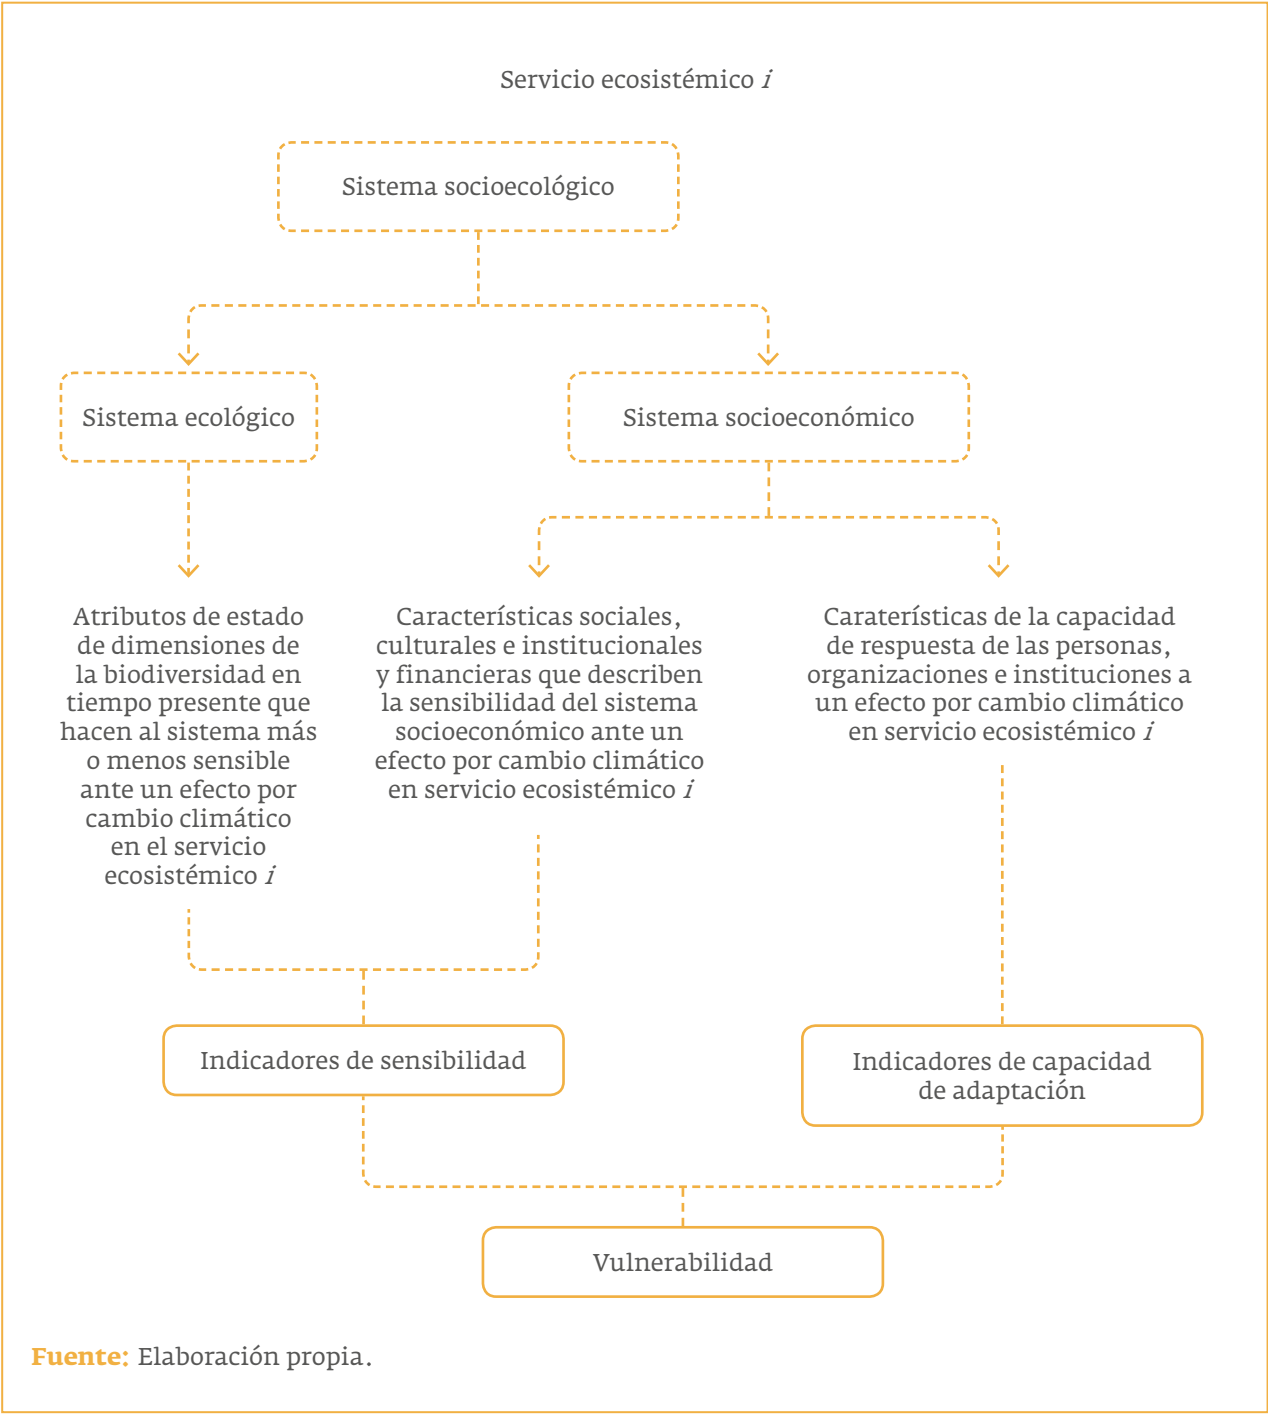 Servicio ecosistémico i
Sistema socioecológico
Sistema ecológico
Sistema socioeconómico
Atributos de estado
de dimensiones de
la biodiversidad en
tiempo presente que
hacen al sistema más
o menos sensible
ante un efecto por
cambio climático
en el servicio
ecosistémico i
Características sociales,
culturales e institucionales
y financieras que describen
la sensibilidad del sistema
socioeconómico ante un
efecto por cambio climático
en servicio ecosistémico i
Caraterísticas de la capacidad
de respuesta de las personas,
organizaciones e instituciones a
un efecto por cambio climático
en servicio ecosistémico i
Indicadores de sensibilidad
Indicadores de capacidad
de adaptación
Vulnerabilidad
Fuente: Elaboración propia.